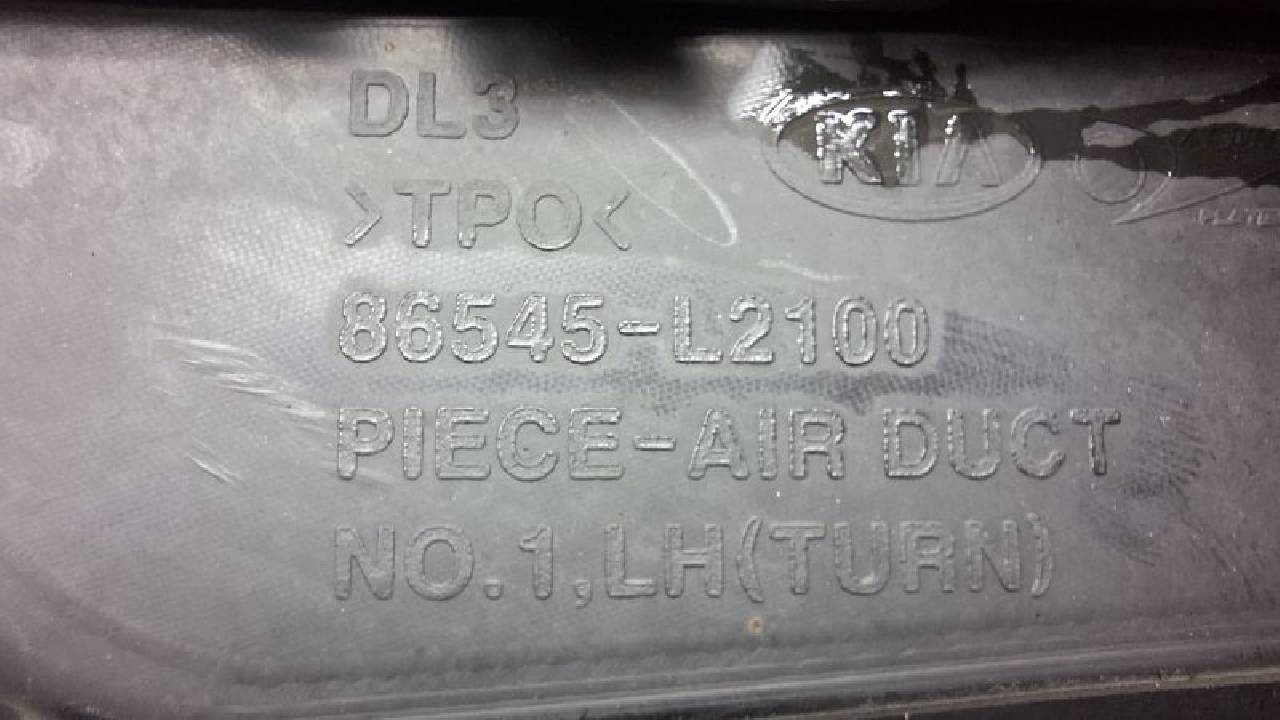 DL3
KIA
>TPO<
86545-L2100
PIECE-AIR DUCT
NO.1,LH(TURN)